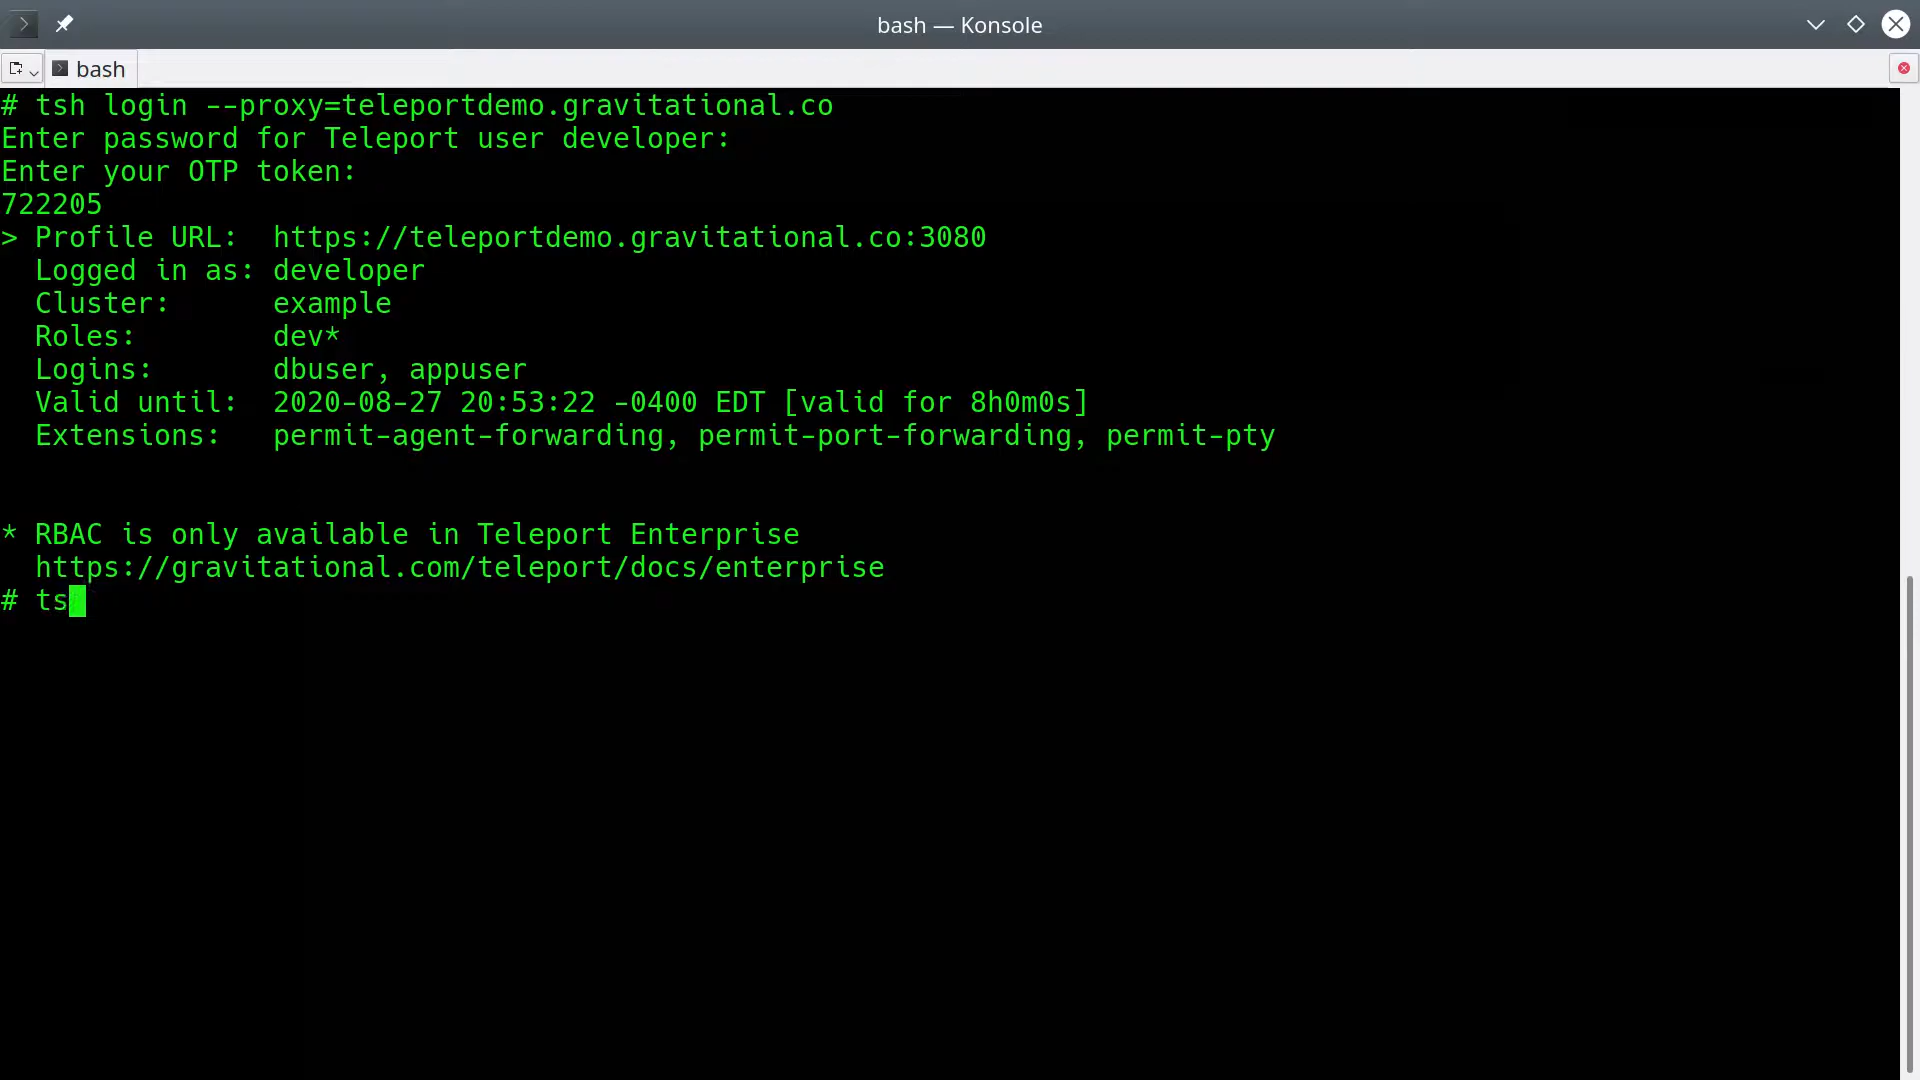 bash — Konsole
bash
# tsh login --proxy=teleportdemo.gravitational.co
Enter password for Teleport user developer:
Enter your OTP token:
722205
> Profile URL:  https://teleportdemo.gravitational.co:3080
  Logged in as: developer
  Cluster:      example
  Roles:        dev*
  Logins:       dbuser, appuser
  Valid until:  2020-08-27 20:53:22 -0400 EDT [valid for 8h0m0s]
  Extensions:   permit-agent-forwarding, permit-port-forwarding, permit-pty
* RBAC is only available in Teleport Enterprise
  https://gravitational.com/teleport/docs/enterprise
# ts